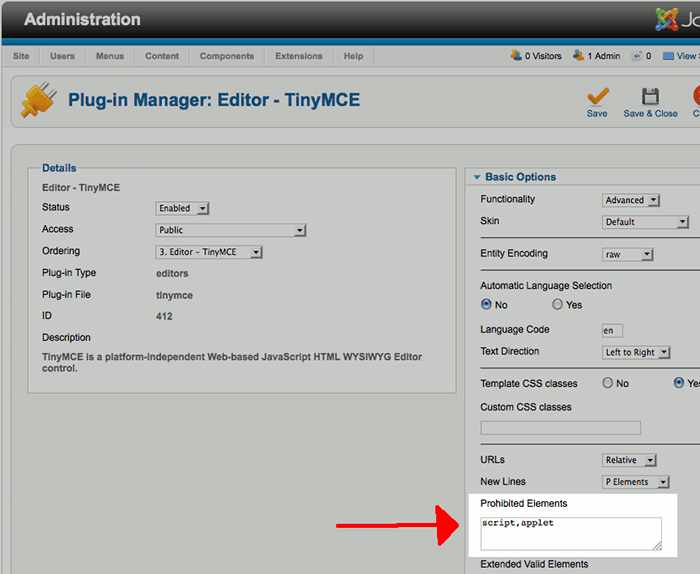 Administration
Site Users Menus Content Components Extensions Help 0 Visitors 1 Admin 0 View
Plug-in Manager: Editor - TinyMCE
Save Save & Close
Details
Editor - TinyMCE
Status Enabled
Access Public
Ordering 3. Editor - TinyMCE
Plug-in Type editors
Plug-in File tinymce
ID 412
Description
TinyMCE is a platform-independent Web-based JavaScript HTML WYSIWYG Editor
control.
Basic Options
Functionality Advanced
Skin Default
Entity Encoding raw
Automatic Language Selection
No Yes
Language Code en
Text Direction Left to Right
Template CSS classes No Yes
Custom CSS classes
URLs Relative
New Lines P Elements
Prohibited Elements
script,applet
Extended Valid Elements